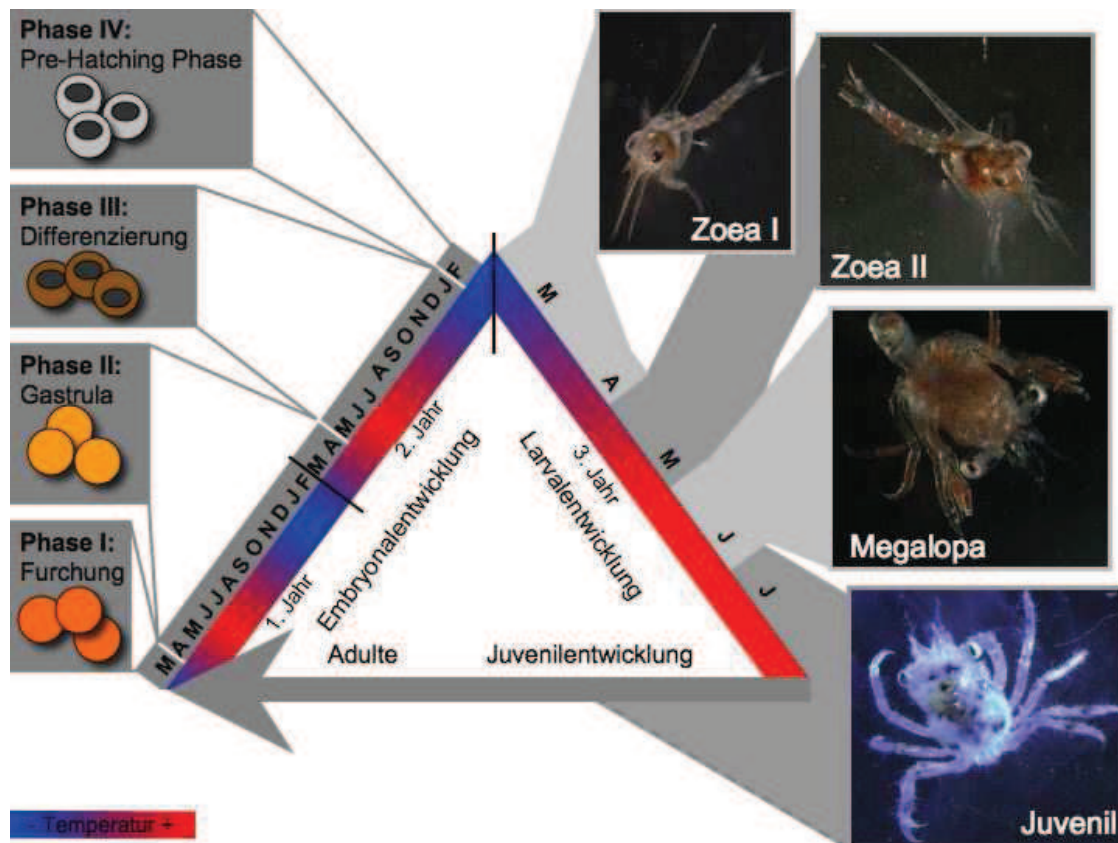 Phase IV:
Pre-Hatching Phase
Phase III:
Differenzierung
Phase II:
Gastrula
Phase I:
Furchung
M A M J J A S O N D J F
M A M J J A S O N D J F
1. Jahr
2. Jahr
Embryonalentwicklung
M
A
M
J
J
3. Jahr
Larvalentwicklung
Adulte
Juvenilentwicklung
Zoea I
Zoea II
Megalopa
Juvenil
- Temperatur +